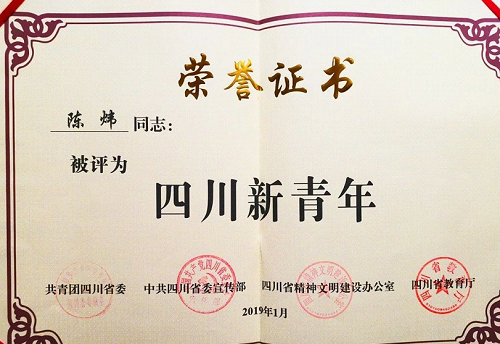 荣誉证书
陈炜 同志：
被评为
四川新青年
共青团四川省委 中共四川省委宣传部 四川省精神文明建设办公室 四川省教育厅
2019年1月